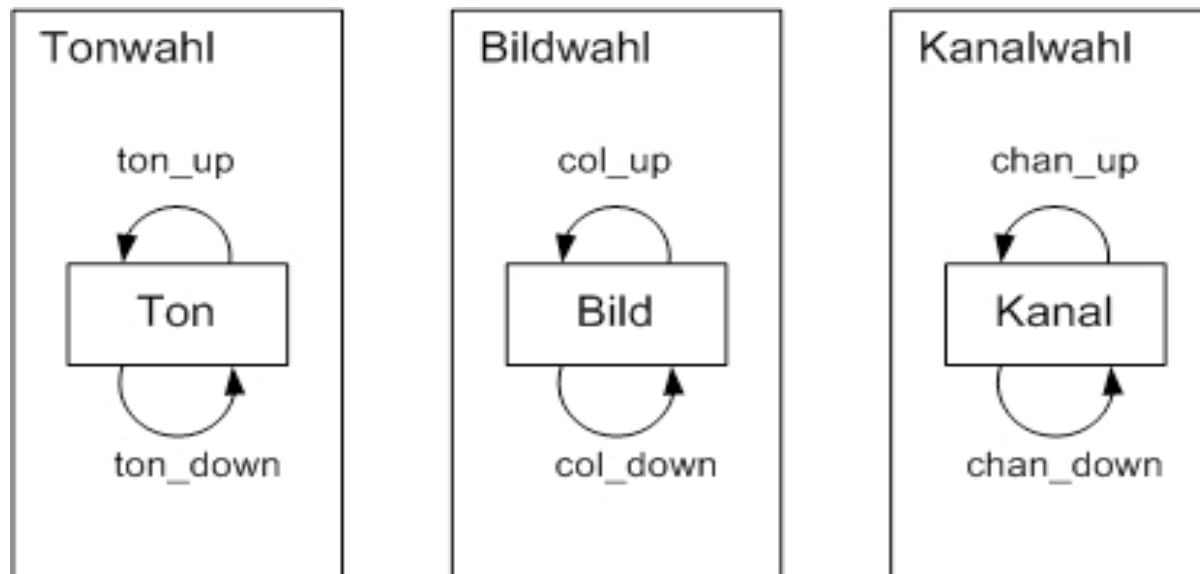 Tonwahl
ton_up
Ton
ton_down
Bildwahl
col_up
Bild
col_down
Kanalwahl
chan_up
Kanal
chan_down